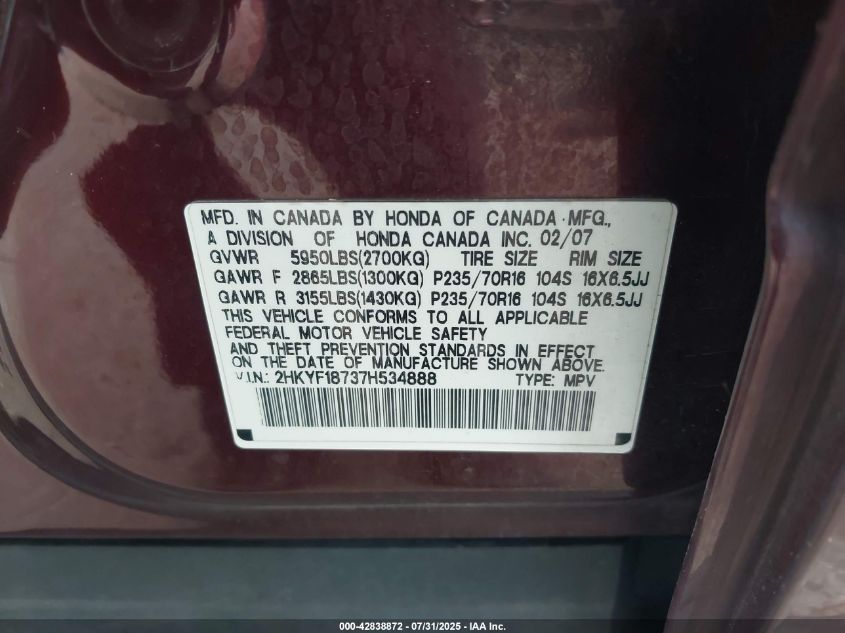 MFD. IN CANADA BY HONDA OF CANADA MFG.,
A DIVISION OF HONDA CANADA INC. 02/07
GVWR 5950LBS(2700KG) TIRE SIZE RIM SIZE
GAWR F 2865LBS(1300KG) P235/70R16 104S 16X6.5JJ
GAWR R 3155LBS(1430KG) P235/70R16 104S 16X6.5JJ
THIS VEHICLE CONFORMS TO ALL APPLICABLE
FEDERAL MOTOR VEHICLE SAFETY
AND THEFT PREVENTION STANDARDS IN EFFECT
ON THE DATE OF MANUFACTURE SHOWN ABOVE.
V.I.N.: 2HKYF18737H534888 TYPE: MPV
000-42838872 - 07/31/2025 - IAA Inc.